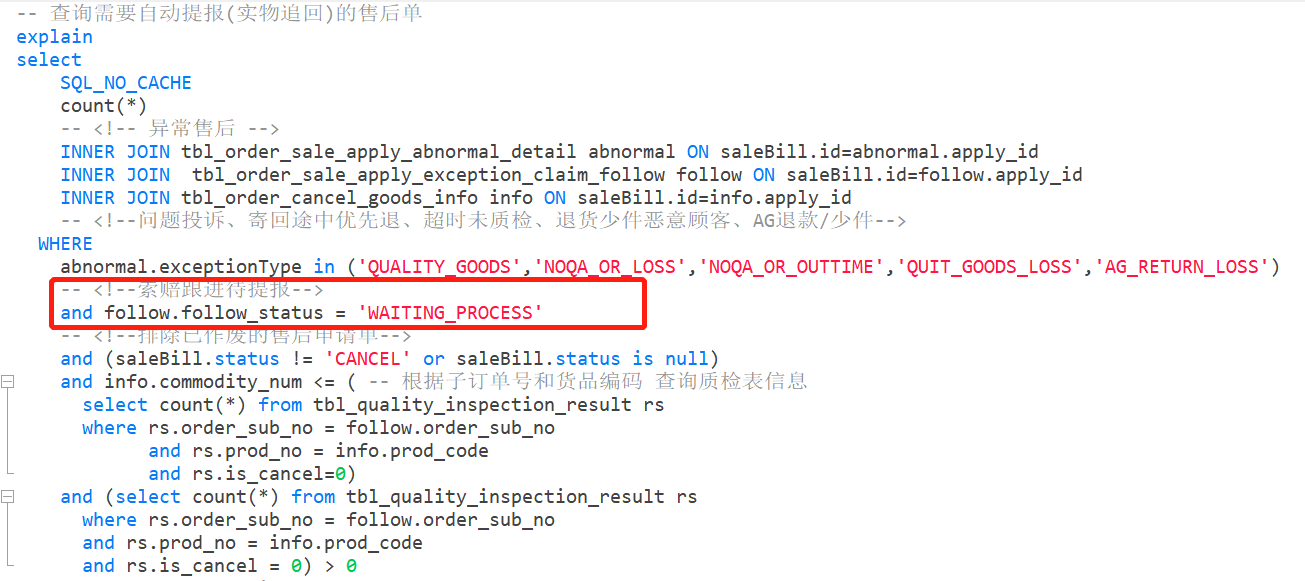 -- 查询需要自动提报(实物追回)的售后单
explain
select
SQL_NO_CACHE
count(*)
-- <!-- 异常售后 -->
INNER JOIN tbl_order_sale_apply_abnormal_detail abnormal ON saleBill.id=abnormal.apply_id
INNER JOIN  tbl_order_sale_apply_exception_claim_follow follow ON saleBill.id=follow.apply_id
INNER JOIN tbl_order_cancel_goods_info info ON saleBill.id=info.apply_id
-- <!--问题投诉、寄回途中优先退、超时未质检、退货少件恶意顾客、AG退款/少件-->
WHERE
abnormal.exceptionType in ('QUALITY_GOODS','NOQA_OR_LOSS','NOQA_OR_OUTTIME','QUIT_GOODS_LOSS','AG_RETURN_LOSS')
-- <!--索赔跟进待提报-->
and follow.follow_status = 'WAITING_PROCESS'
-- <!--排除已作废的售后申请单-->
and (saleBill.status != 'CANCEL' or saleBill.status is null)
and info.commodity_num <= ( -- 根据子订单号和货品编码 查询质检表信息
select count(*) from tbl_quality_inspection_result rs
where rs.order_sub_no = follow.order_sub_no
and rs.prod_no = info.prod_code
and rs.is_cancel=0)
and (select count(*) from tbl_quality_inspection_result rs
where rs.order_sub_no = follow.order_sub_no
and rs.prod_no = info.prod_code
and rs.is_cancel = 0) > 0